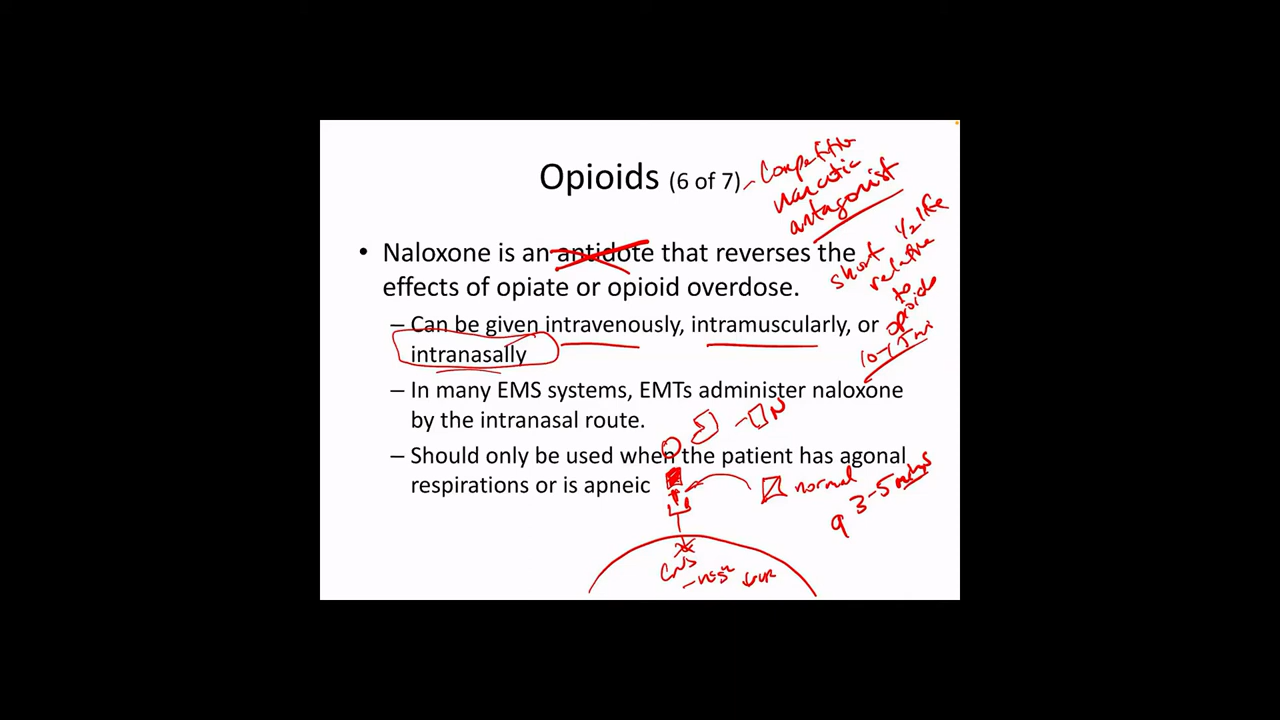 Opioids (6 of 7)
Competitive
narcotic
antagonist
• Naloxone is an antidote that reverses the
effects of opiate or opioid overdose.
short 1/2 life
relative
to
opioids
– Can be given intravenously, intramuscularly, or
intranasally
– In many EMS systems, EMTs administer naloxone
by the intranasal route.
N
– Should only be used when the patient has agonal
respirations or is apneic
normal
q 3-5
CNS